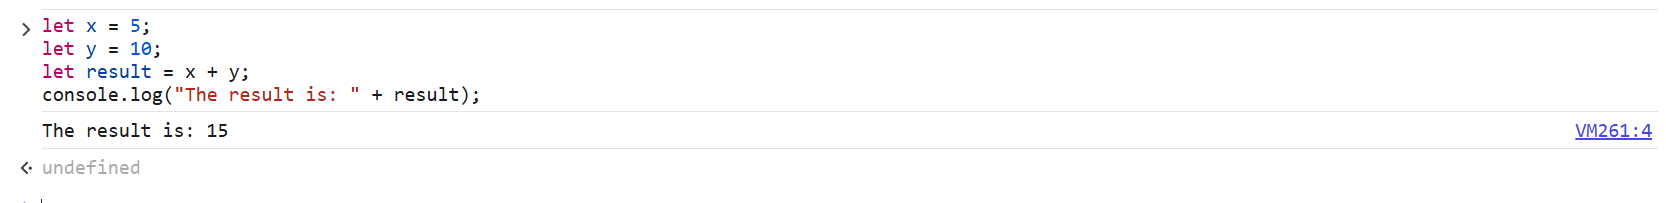 let x = 5;
let y = 10;
let result = x + y;
console.log("The result is: " + result);
The result is: 15 VM261:4
undefined